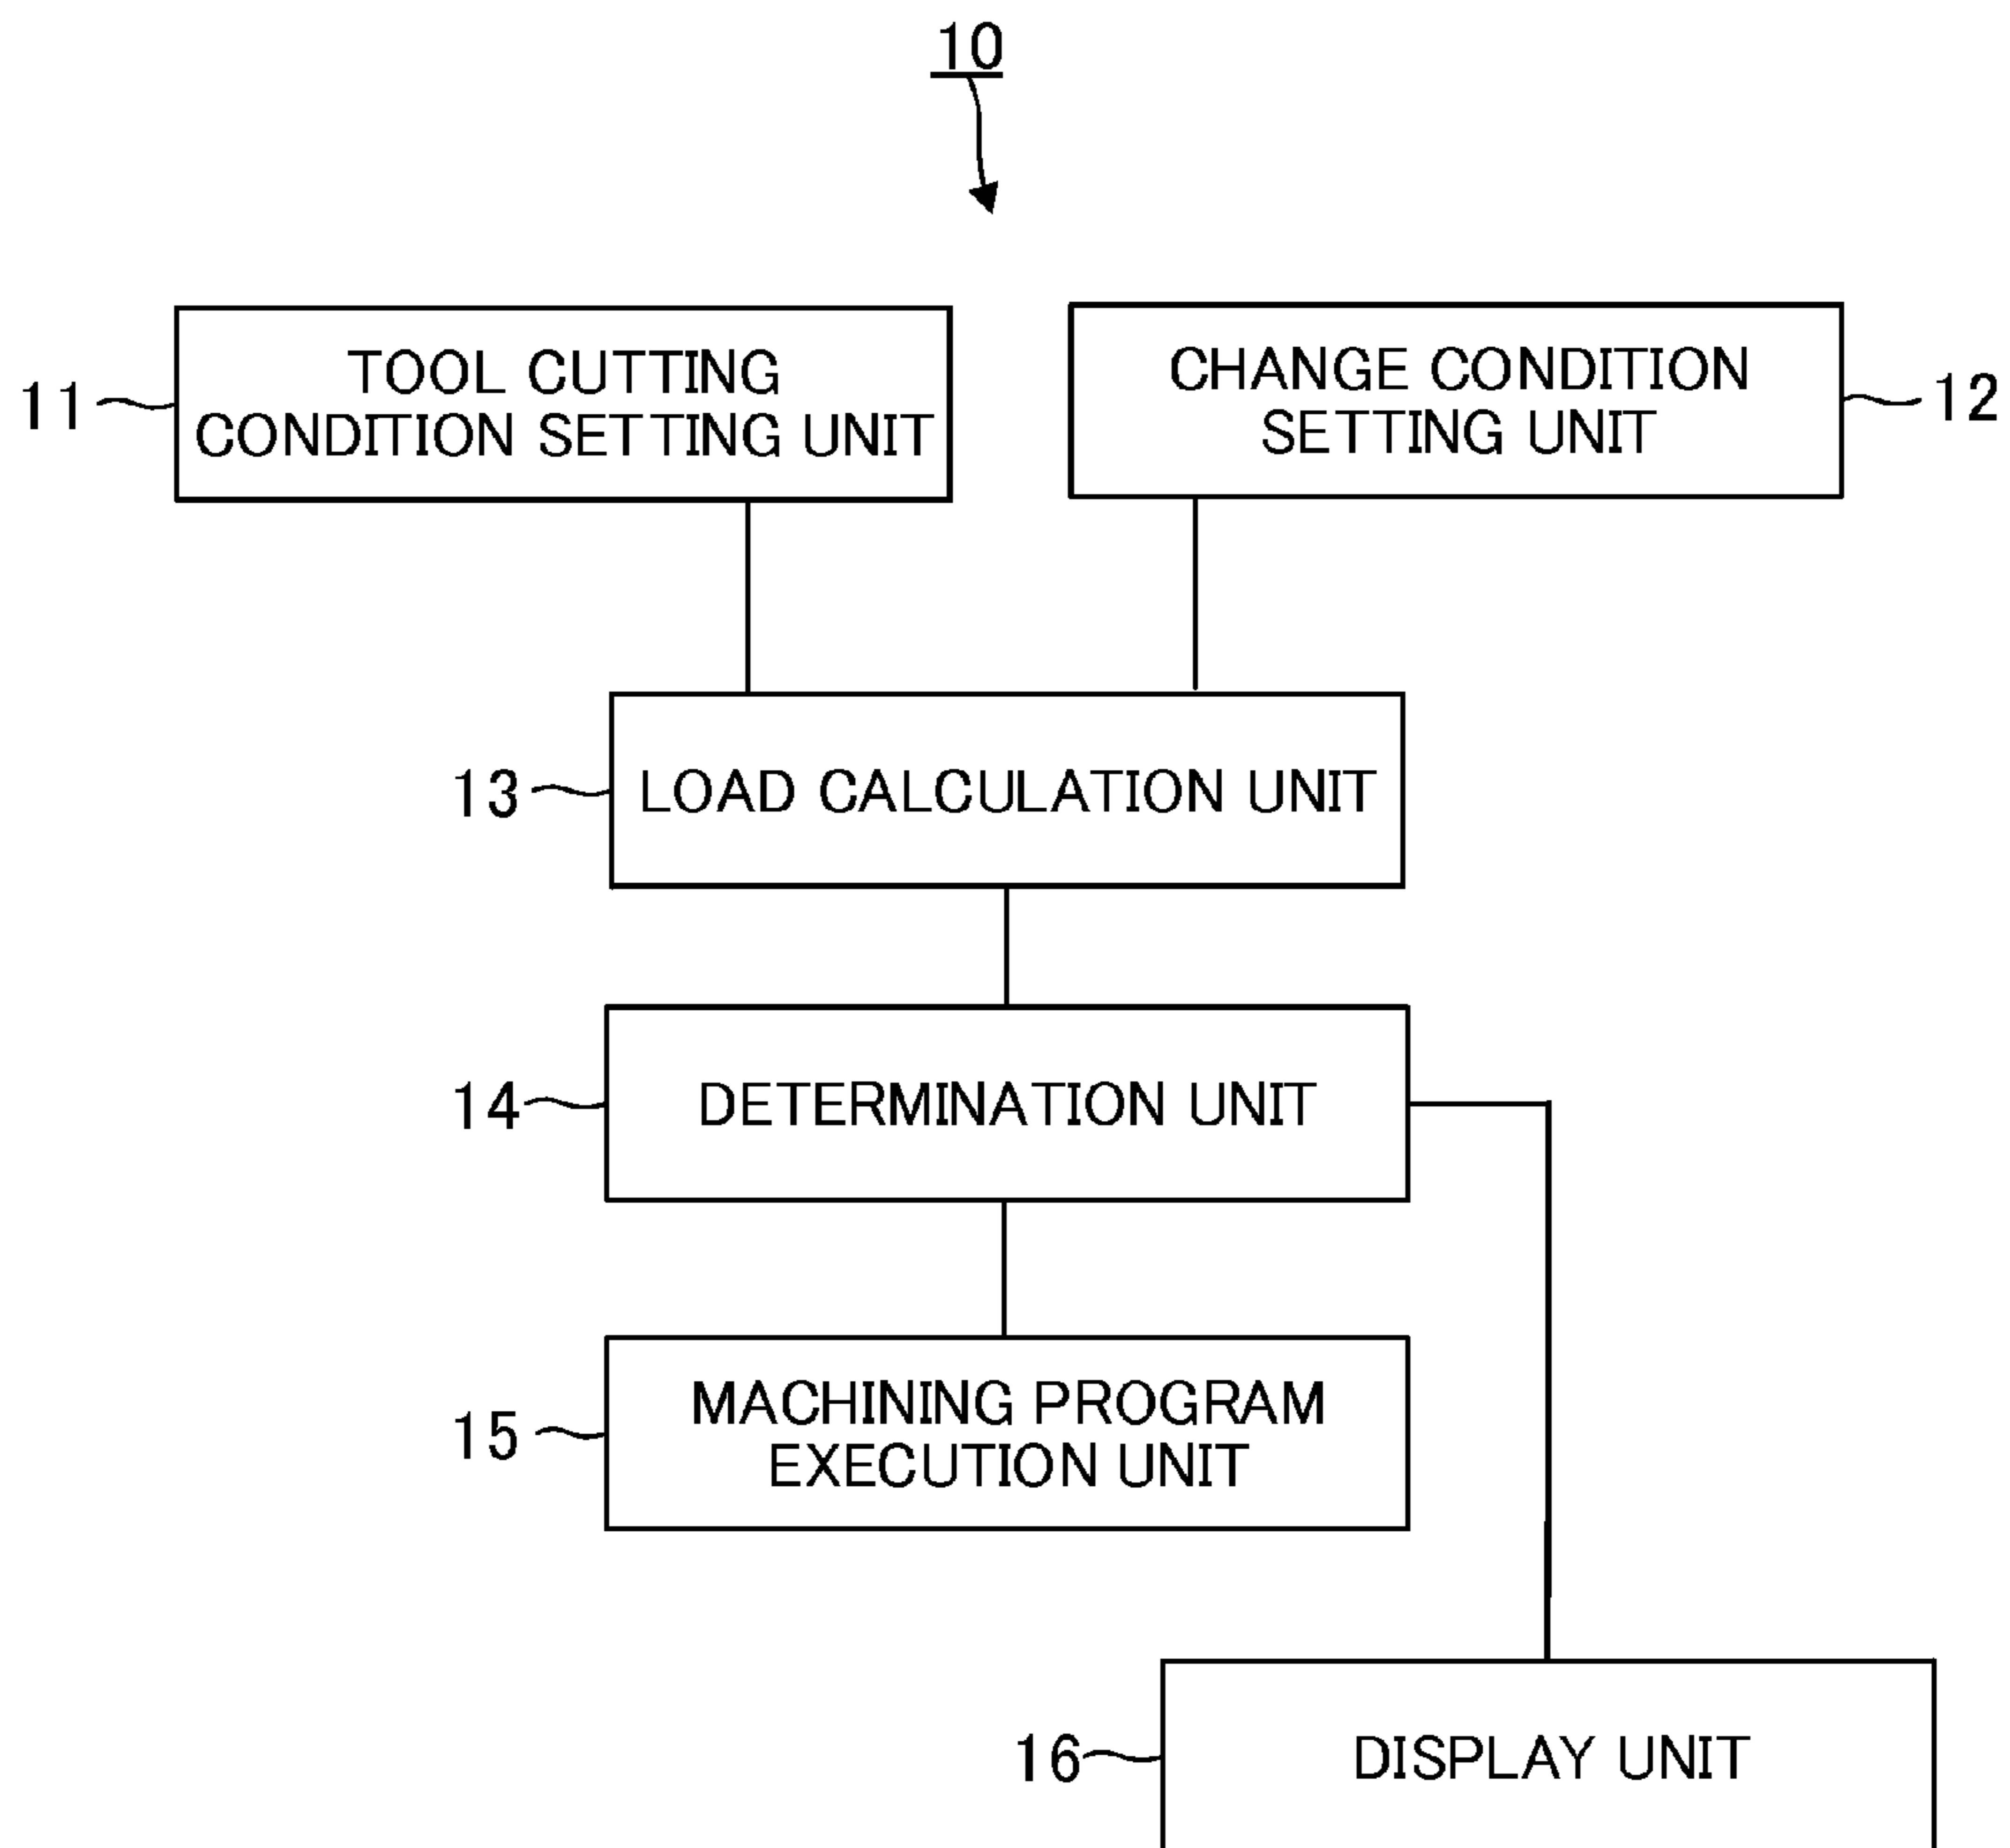 10
11
TOOL CUTTING
CONDITION SETTING UNIT
CHANGE CONDITION
SETTING UNIT
12
13
LOAD CALCULATION UNIT
14
DETERMINATION UNIT
15
MACHINING PROGRAM
EXECUTION UNIT
16
DISPLAY UNIT